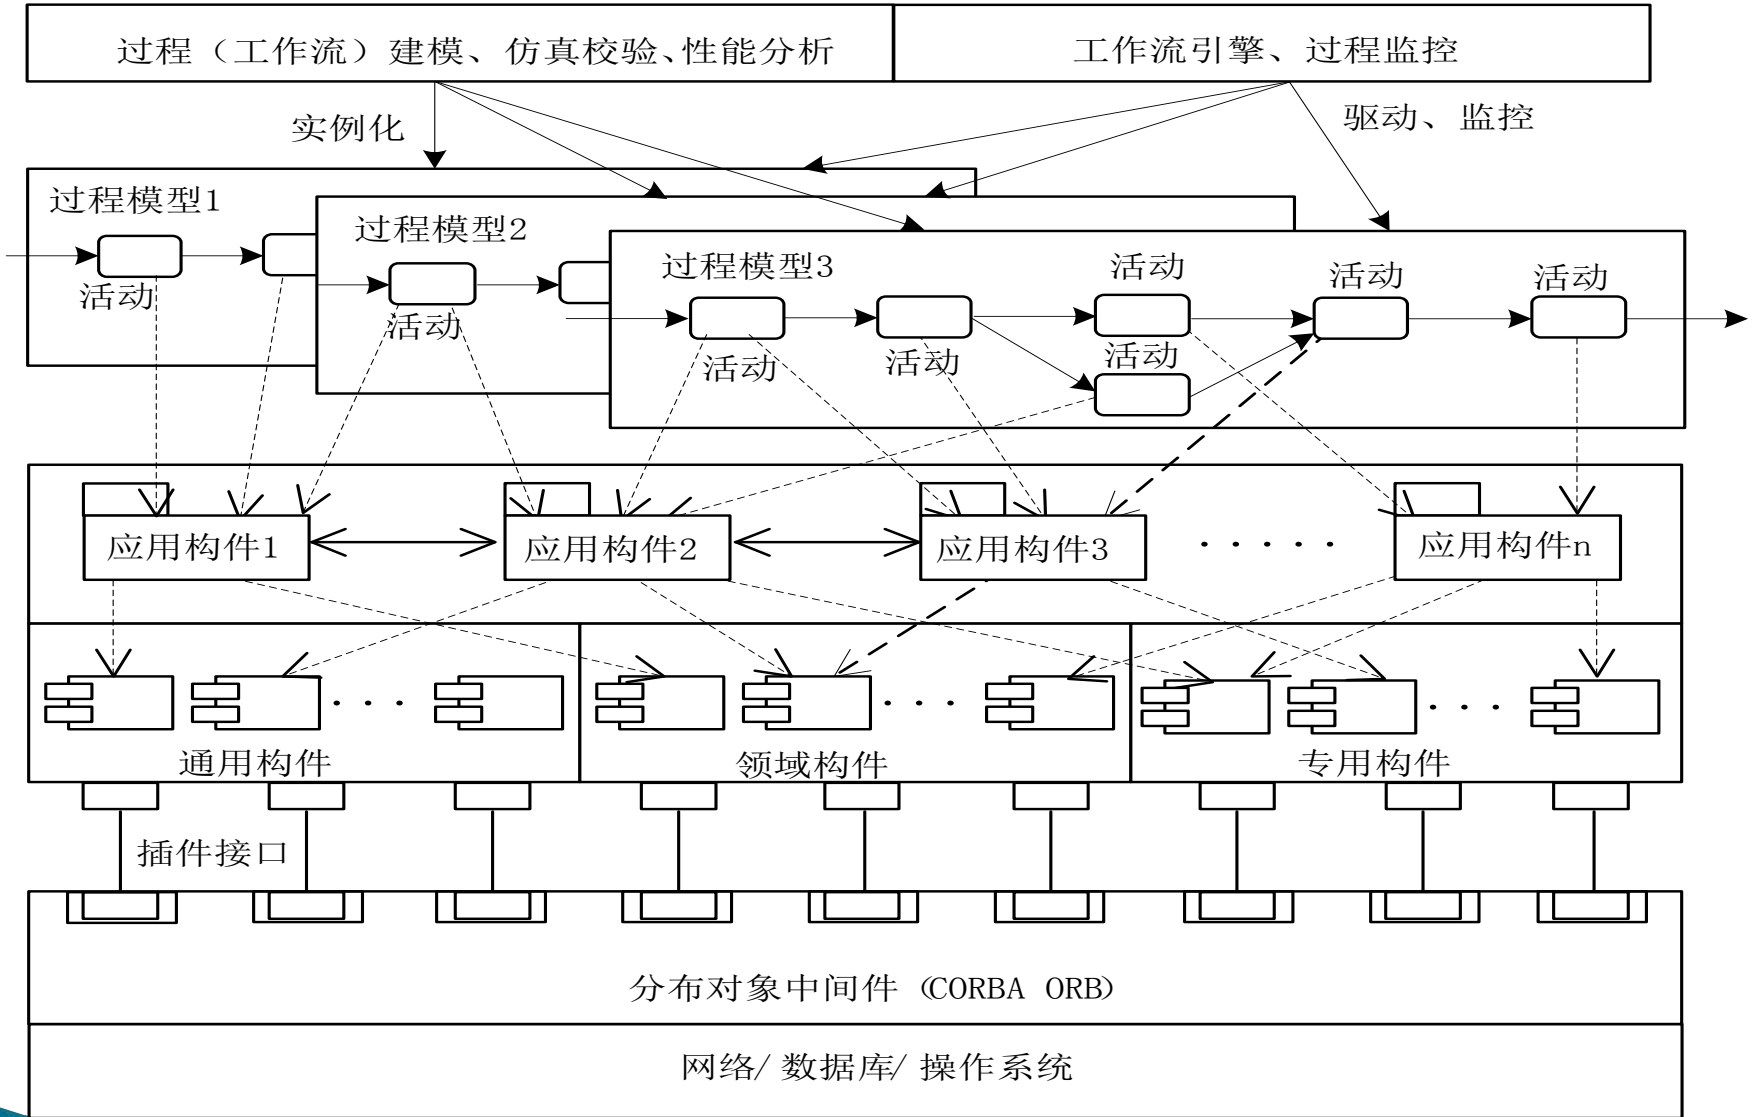 过程（工作流）建模、仿真校验、性能分析
工作流引擎、过程监控
实例化
驱动、监控
过程模型1
活动
过程模型2
活动
过程模型3
活动
活动
活动
活动
活动
活动
应用构件1
应用构件2
应用构件3
· · · · ·
应用构件n
· · ·
· · ·
· · ·
通用构件
领域构件
专用构件
插件接口
分布对象中间件（CORBA ORB）
网络/ 数据库/ 操作系统